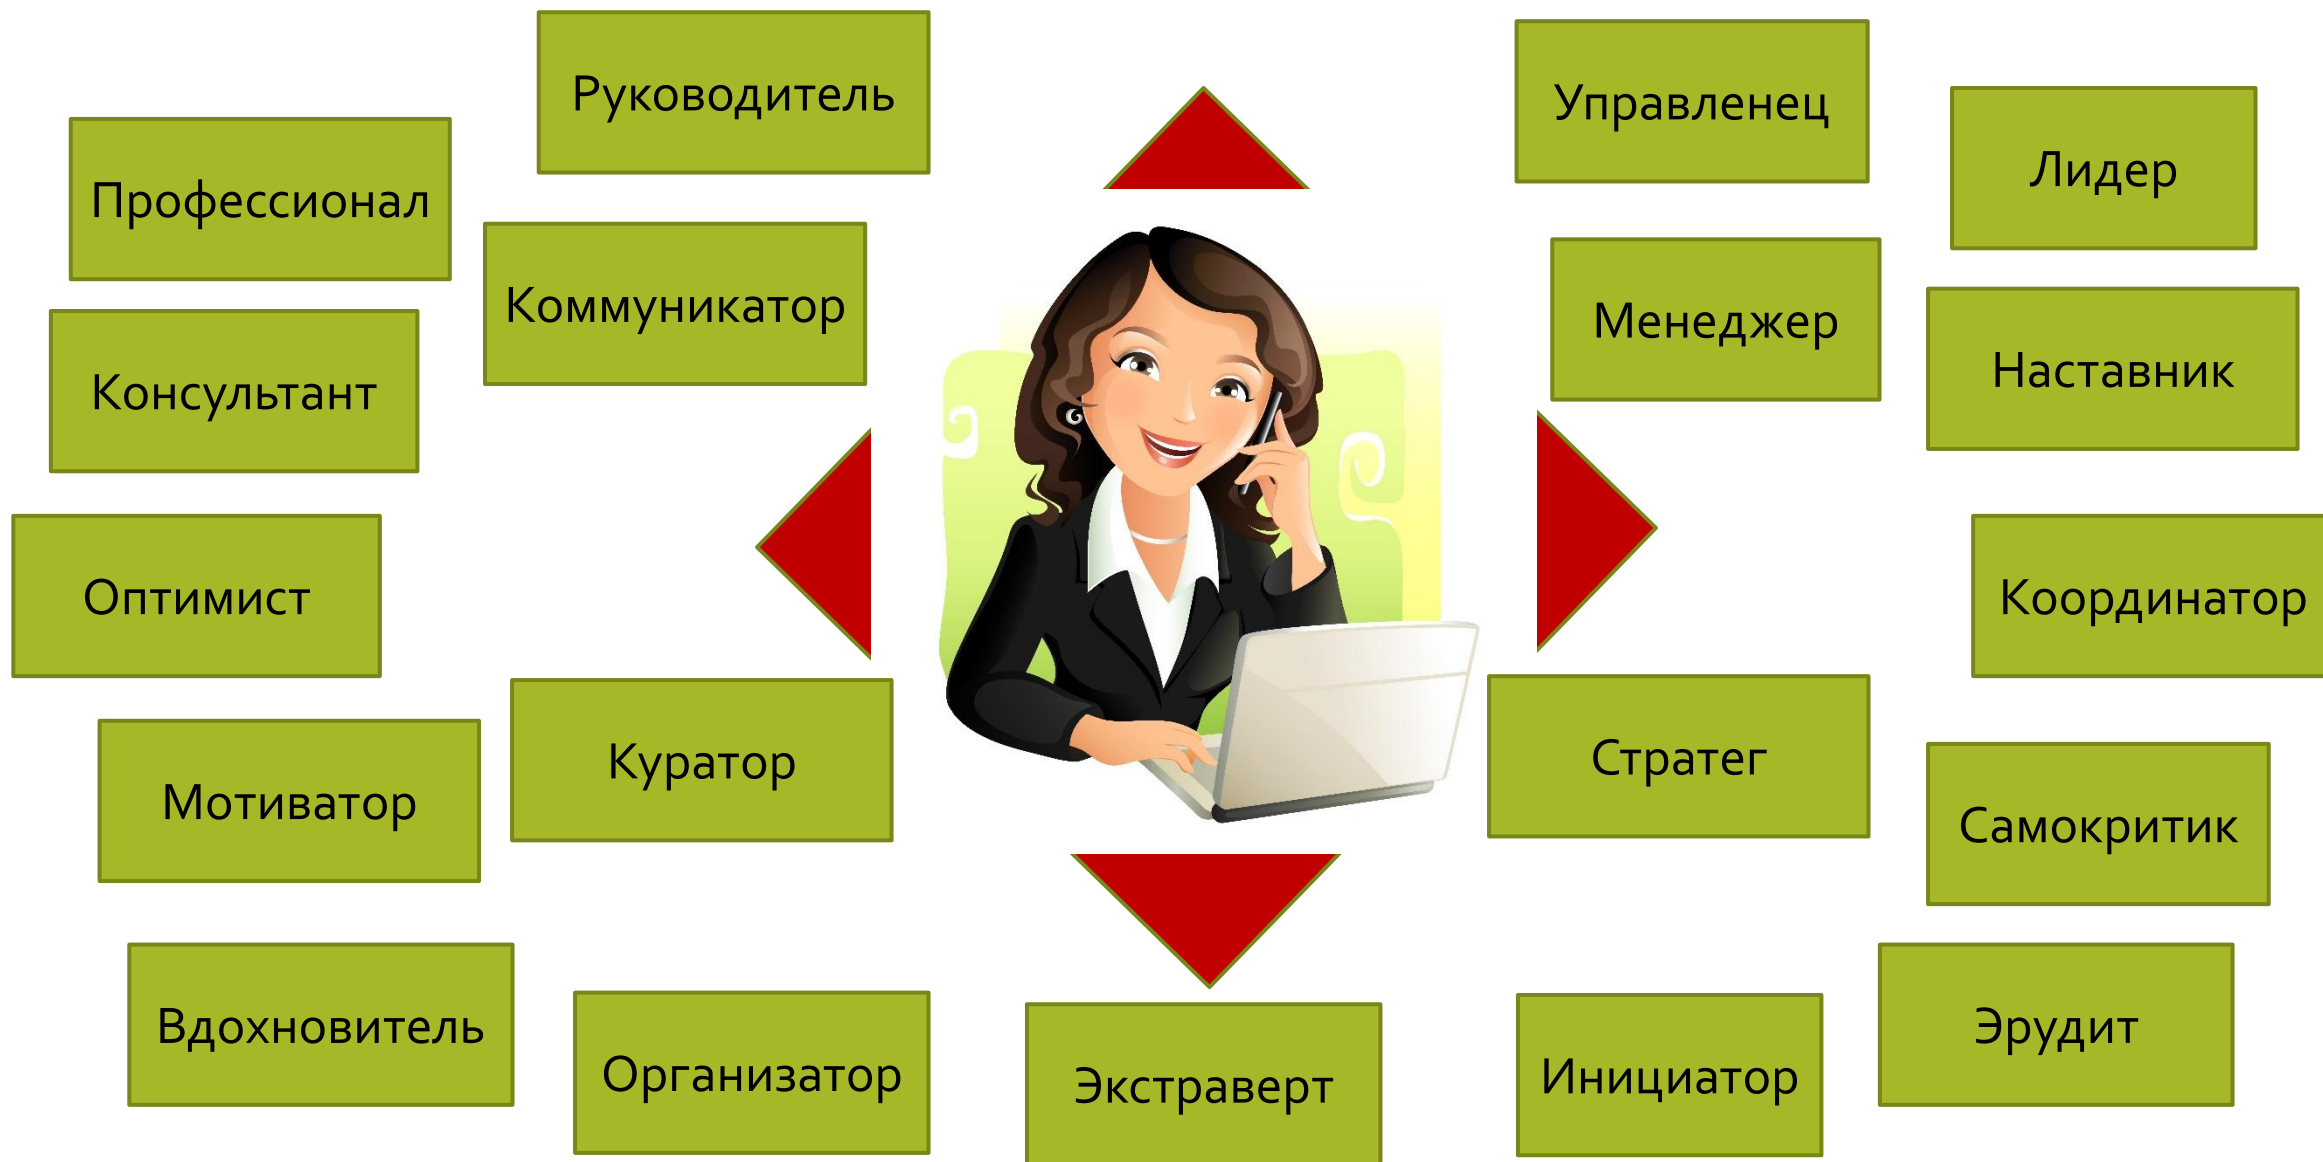 Руководитель
Управленец
Лидер
Профессионал
Коммуникатор
Менеджер
Наставник
Консультант
Оптимист
Координатор
Куратор
Стратег
Мотиватор
Самокритик
Вдохновитель
Эрудит
Организатор
Экстраверт
Инициатор